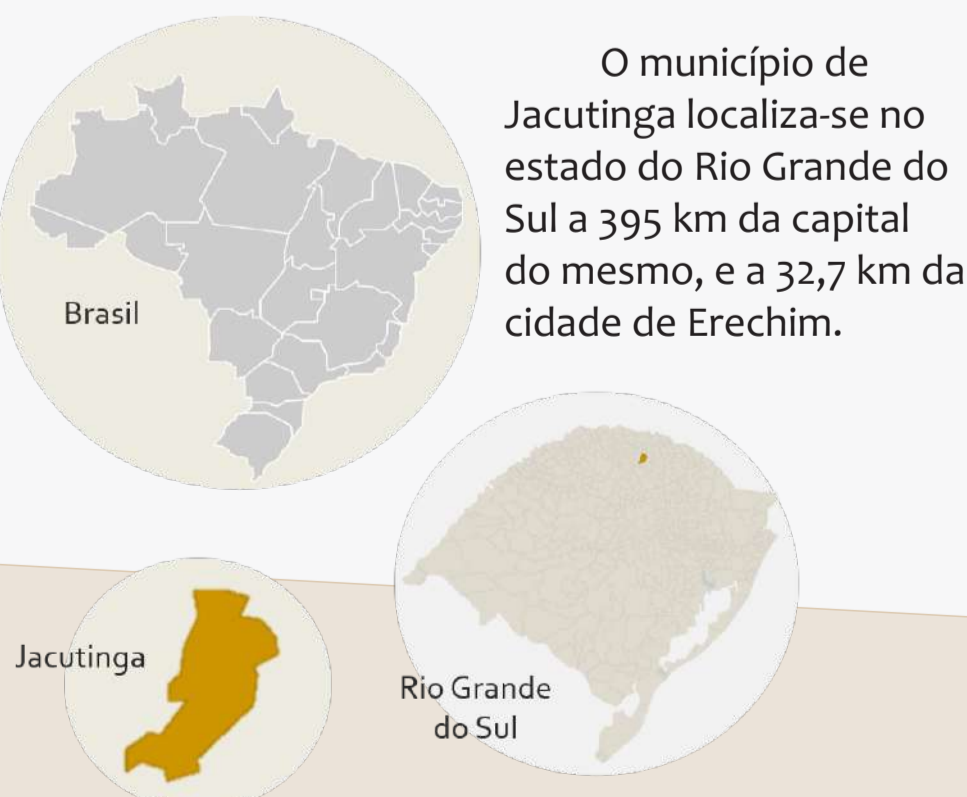 O município de
Jacutinga localiza-se no
estado do Rio Grande do
Sul a 395 km da capital
do mesmo, e a 32,7 km da
cidade de Erechim.
Brasil
Jacutinga
Rio Grande
do Sul